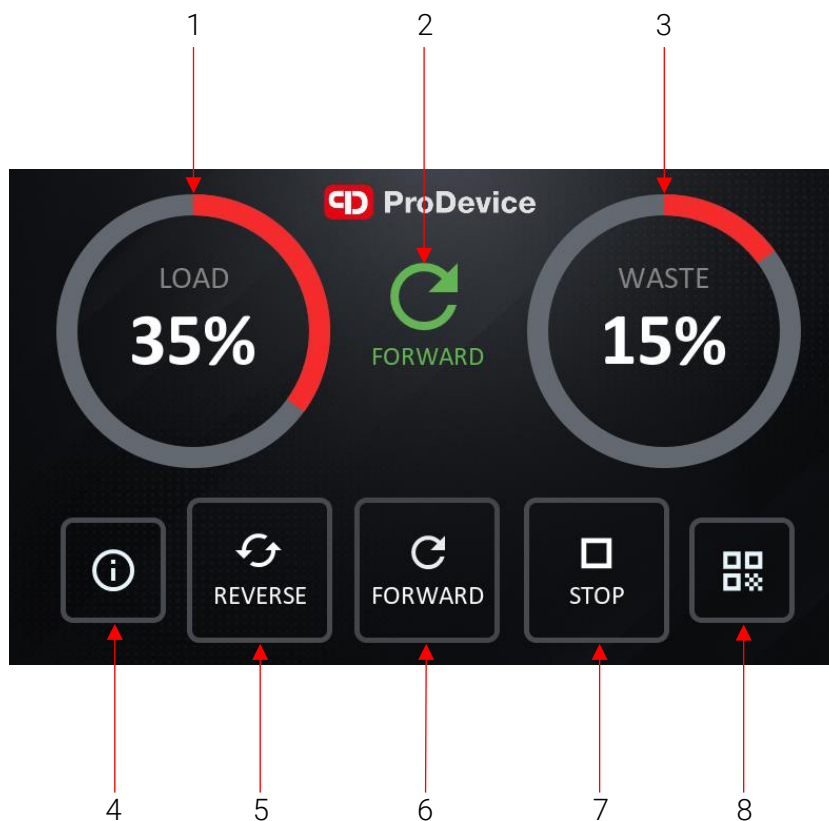 1 2 3
ProDevice
LOAD
35%
FORWARD
WASTE
15%
REVERSE
FORWARD
STOP
4 5 6 7 8